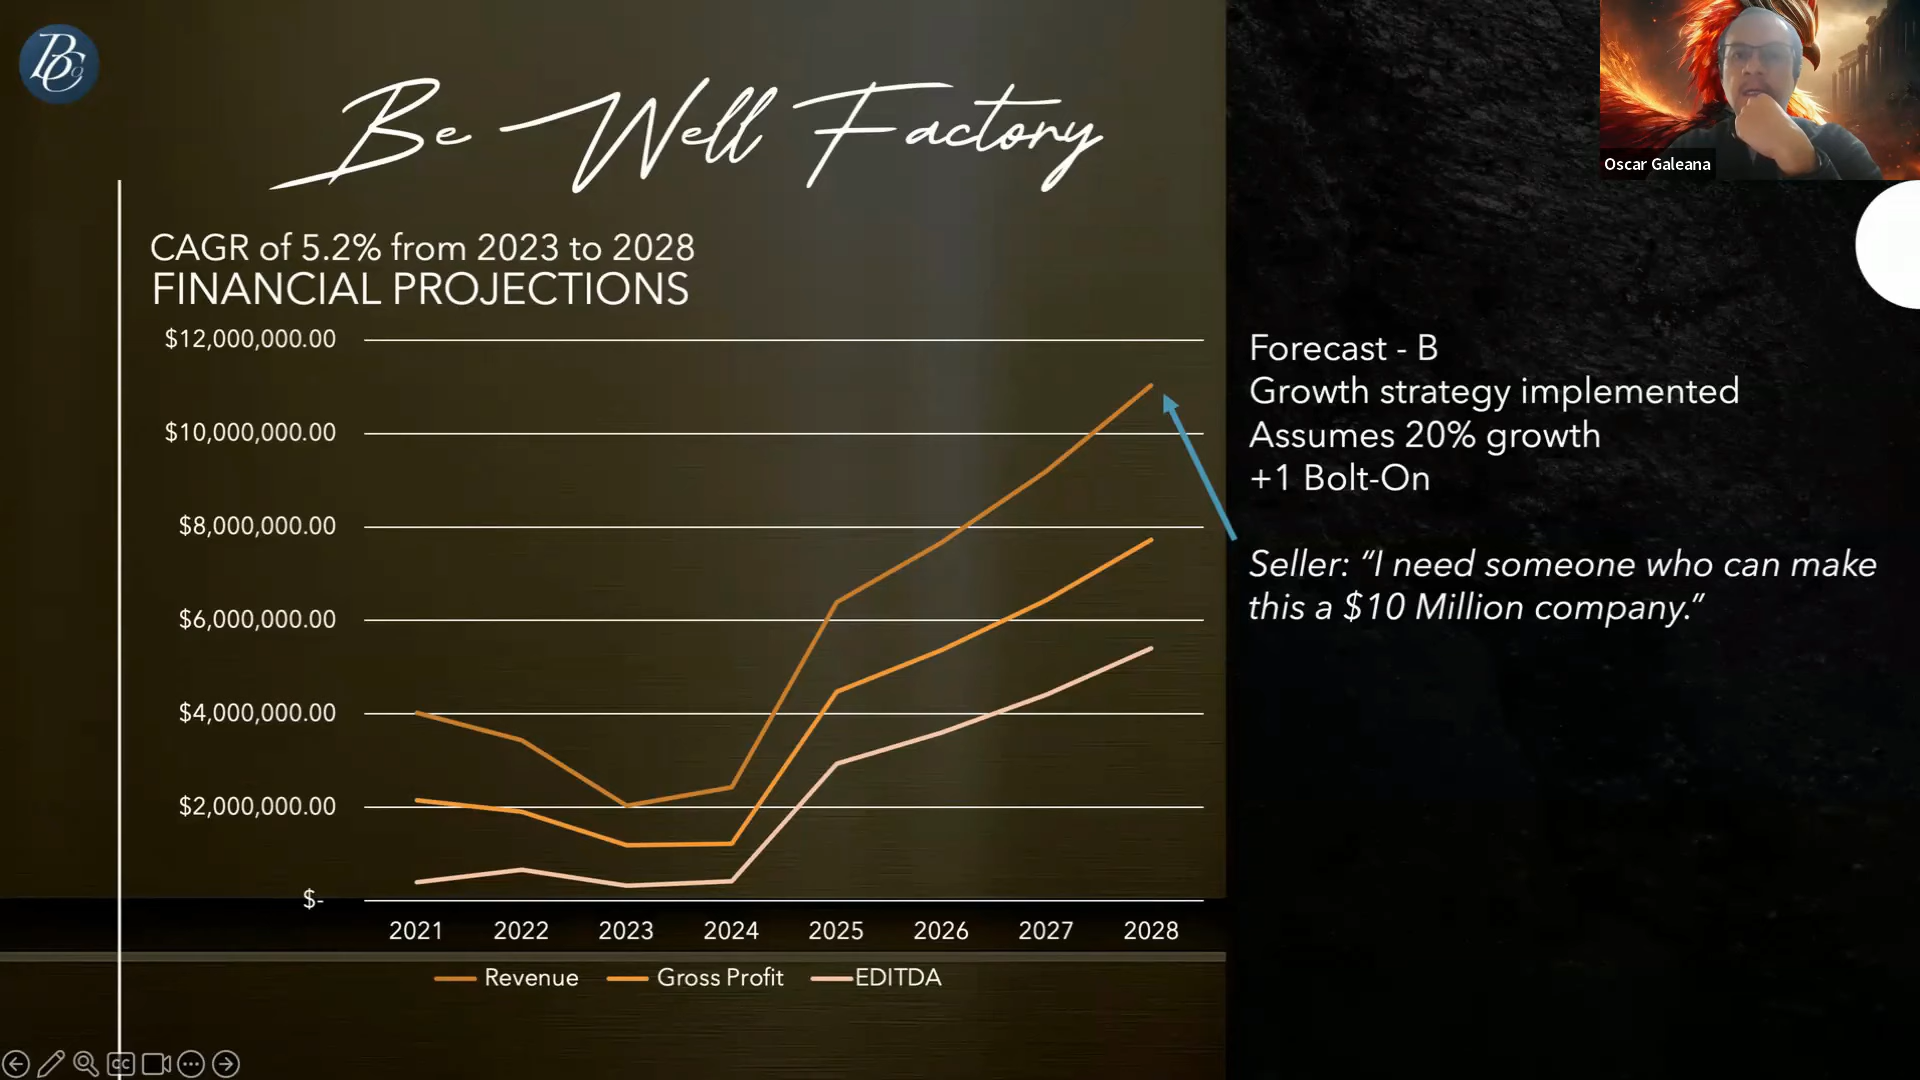 BC9
Be Well Factory
CAGR of 5.2% from 2023 to 2028
FINANCIAL PROJECTIONS
$12,000,000.00
$10,000,000.00
$8,000,000.00
$6,000,000.00
$4,000,000.00
$2,000,000.00
$-
2021 2022 2023 2024 2025 2026 2027 2028
Revenue Gross Profit EDITDA
Oscar Galeana
Forecast - B
Growth strategy implemented
Assumes 20% growth
+1 Bolt-On
Seller: “I need someone who can make
this a $10 Million company.”
CC